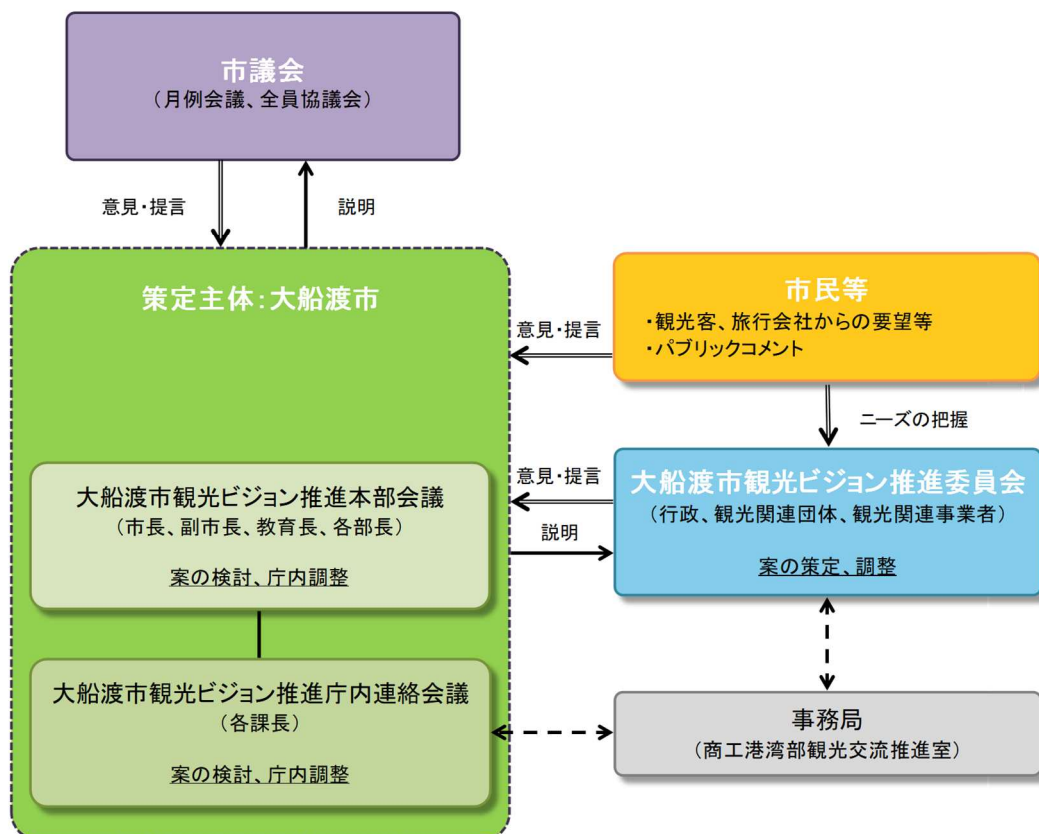 市議会
（月例会議、全員協議会）
意見・提言
説明
策定主体：大船渡市
市民等
・観光客、旅行会社からの要望等
・パブリックコメント
意見・提言
ニーズの把握
大船渡市観光ビジョン推進本部会議
（市長、副市長、教育長、各部長）
案の検討、庁内調整
意見・提言
説明
大船渡市観光ビジョン推進委員会
（行政、観光関連団体、観光関連事業者）
案の策定、調整
大船渡市観光ビジョン推進庁内連絡会議
（各課長）
案の検討、庁内調整
事務局
（商工港湾部観光交流推進室）